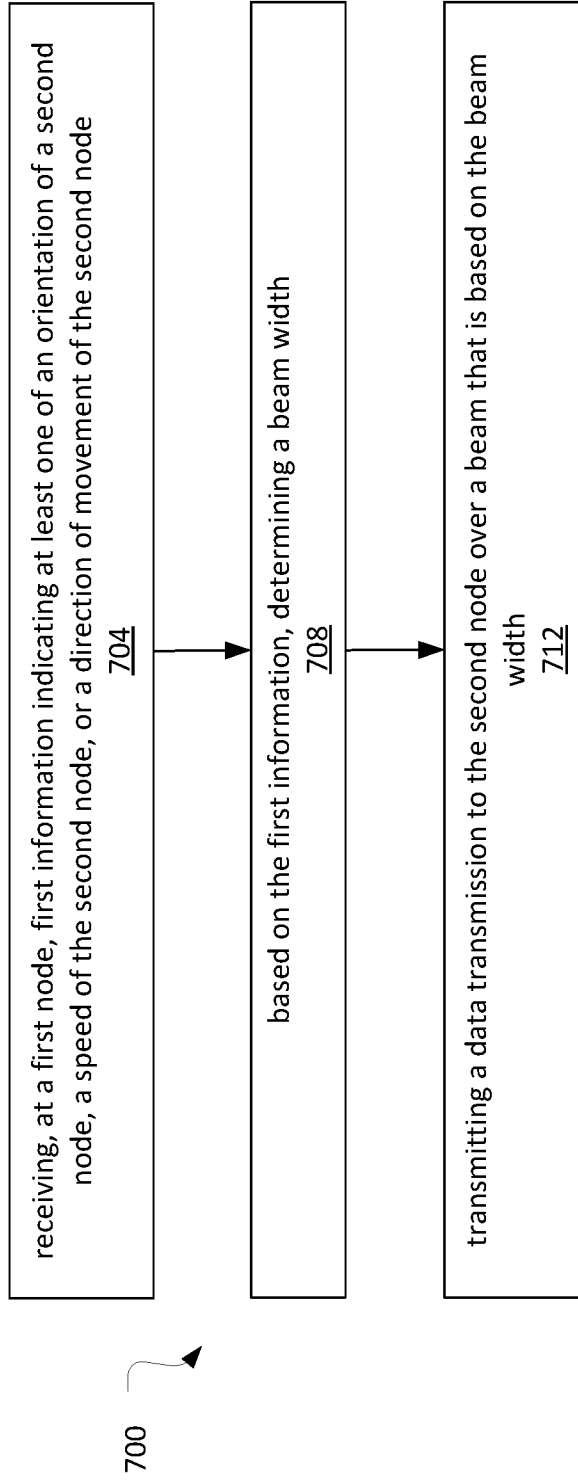 700
receiving, at a first node, first information indicating at least one of an orientation of a second
node, a speed of the second node, or a direction of movement of the second node
704
based on the first information, determining a beam width
708
transmitting a data transmission to the second node over a beam that is based on the beam
width
712